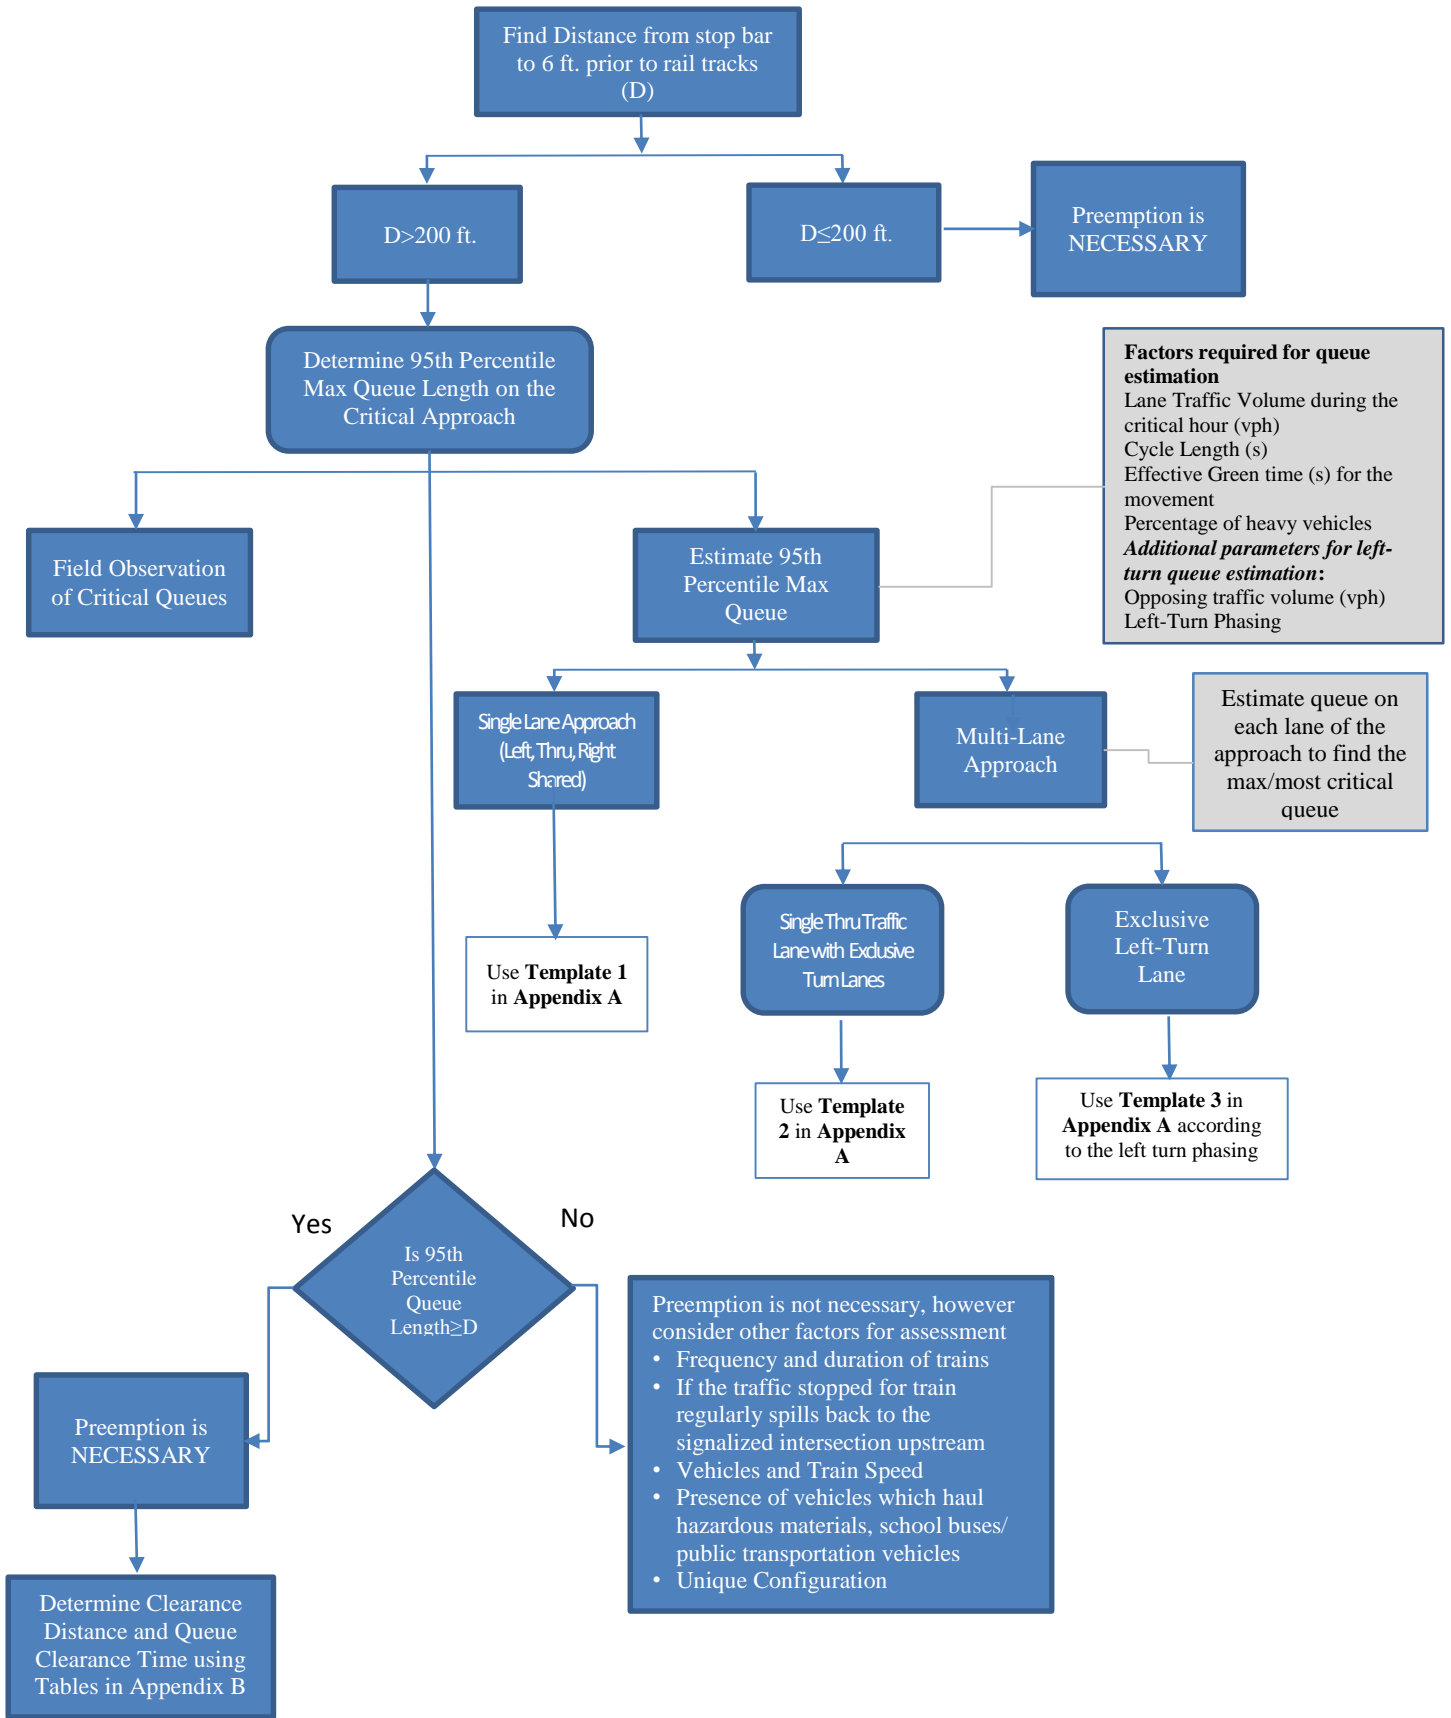 Find Distance from stop bar
to 6 ft. prior to rail tracks
(D)
D>200 ft.
D≤200 ft.
Preemption is
NECESSARY
Determine 95th Percentile
Max Queue Length on the
Critical Approach
Factors required for queue
estimation
Lane Traffic Volume during the
critical hour (vph)
Cycle Length (s)
Effective Green time (s) for the
movement
Percentage of heavy vehicles
Additional parameters for left-
turn queue estimation:
Opposing traffic volume (vph)
Left-Turn Phasing
Field Observation
of Critical Queues
Estimate 95th
Percentile Max
Queue
Single Lane Approach
(Left, Thru, Right
Shared)
Multi-Lane
Approach
Estimate queue on
each lane of the
approach to find the
max/most critical
queue
Single Thru Traffic
Lane with Exclusive
Turn Lanes
Exclusive
Left-Turn
Lane
Use Template 1
in Appendix A
Use Template
2 in Appendix
A
Use Template 3 in
Appendix A according
to the left turn phasing
Yes
No
Is 95th
Percentile
Queue
Length≥D
Preemption is not necessary, however
consider other factors for assessment
• Frequency and duration of trains
• If the traffic stopped for train
regularly spills back to the
signalized intersection upstream
• Vehicles and Train Speed
• Presence of vehicles which haul
hazardous materials, school buses/
public transportation vehicles
• Unique Configuration
Preemption is
NECESSARY
Determine Clearance
Distance and Queue
Clearance Time using
Tables in Appendix B